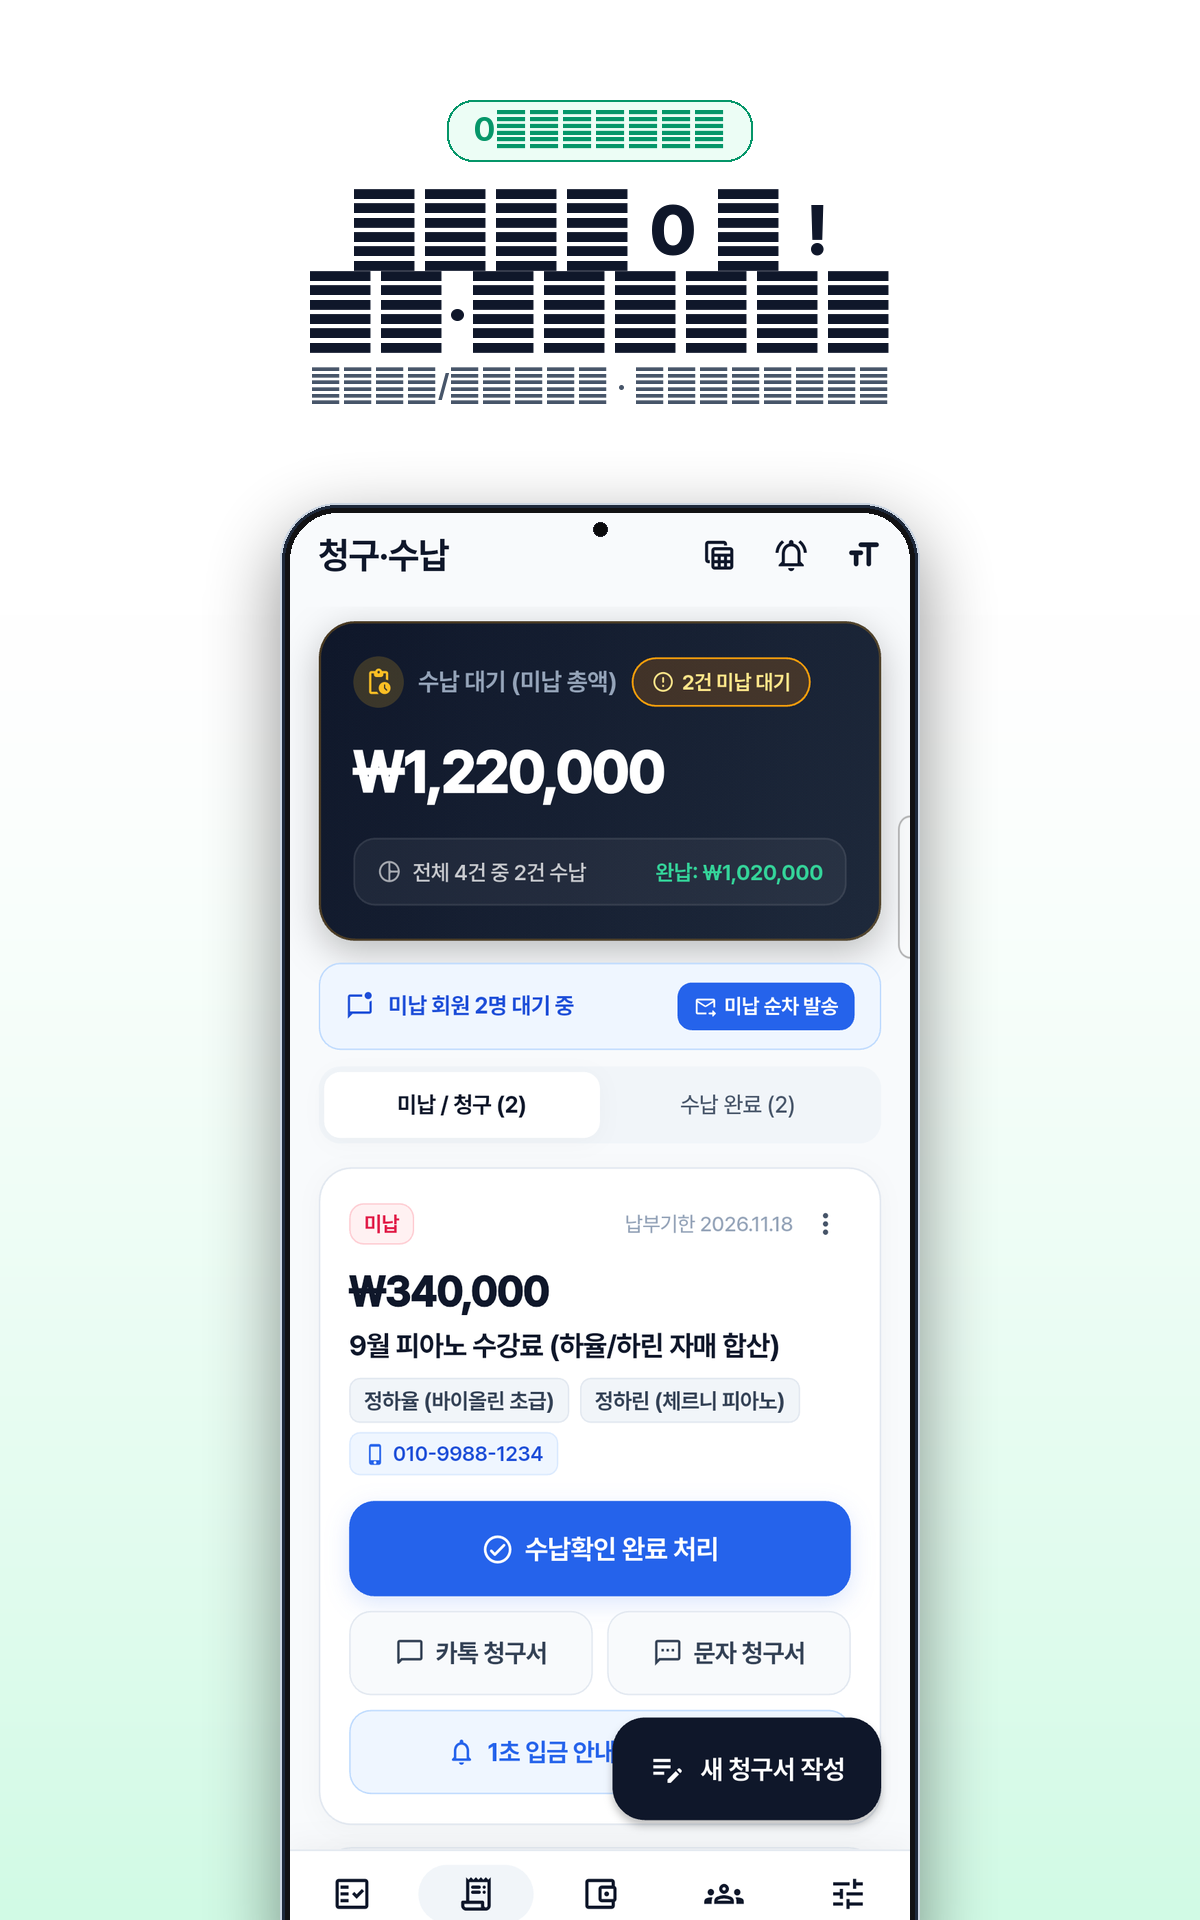 0
0 !
·
/ ·
청구·수납
수납 대기 (미납 총액)
2건 미납 대기
₩1,220,000
전체 4건 중 2건 수납
완납: ₩1,020,000
미납 회원 2명 대기 중
미납 순차 발송
미납 / 청구 (2)
수납 완료 (2)
미납
납부기한 2026.11.18
₩340,000
9월 피아노 수강료 (하율/하린 자매 합산)
정하율 (바이올린 초급)
정하린 (체르니 피아노)
010-9988-1234
수납확인 완료 처리
카톡 청구서
문자 청구서
1초 입금 안내
새 청구서 작성